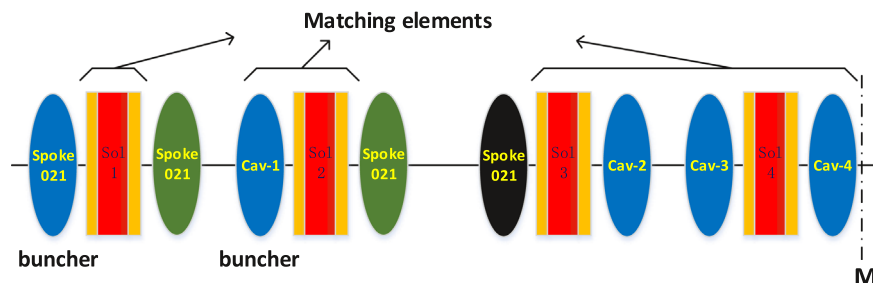 Matching elements
Spoke
021
Sol
1
Spoke
021
Cav-1
Sol
2
Spoke
021
Spoke
021
Sol
3
Cav-2
Cav-3
Sol
4
Cav-4
buncher
buncher
M